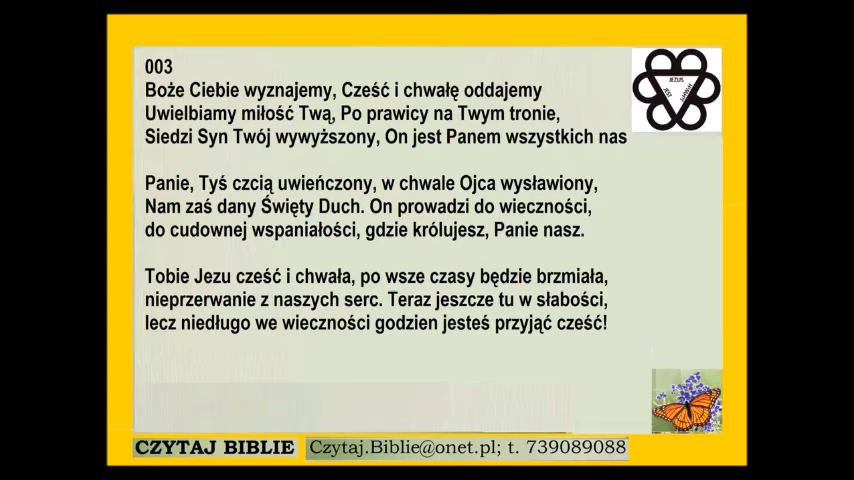 003
Boże Ciebie wyznajemy, Cześć i chwałę oddajemy
Uwielbiamy miłość Twą, Po prawicy na Twym tronie,
Siedzi Syn Twój wywyższony, On jest Panem wszystkich nas
Panie, Tyś czcią uwieńczony, w chwale Ojca wysławiony,
Nam zaś dany Święty Duch. On prowadzi do wieczności,
do cudownej wspaniałości, gdzie królujesz, Panie nasz.
Tobie Jezu cześć i chwała, po wsze czasy będzie brzmiała,
nieprzerwanie z naszych serc. Teraz jeszcze tu w słabości,
lecz niedługo we wieczności godzien jesteś przyjąć cześć!
JEZUS
JEST
PANEM
CZYTAJ BIBLIE
Czytaj.Biblie@onet.pl; t. 739089088